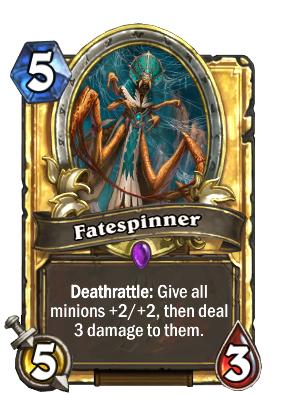 5
Fatespinner
Deathrattle: Give all
minions +2/+2, then deal
3 damage to them.
5
3